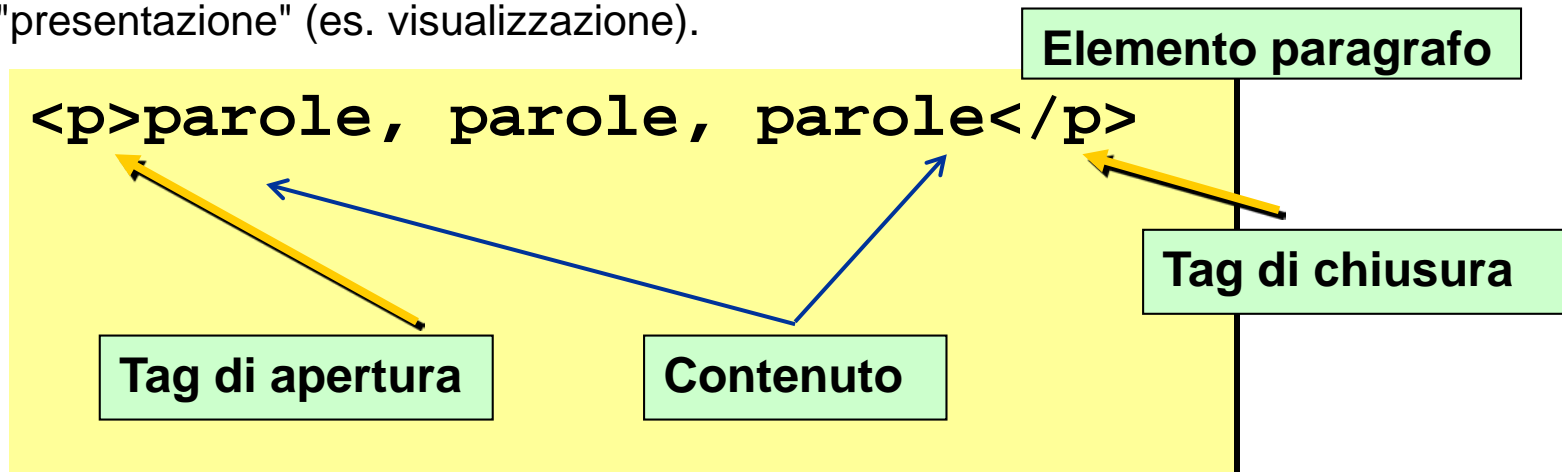 "presentazione" (es. visualizzazione).
Elemento paragrafo
<p>parole, parole, parole</p>
Tag di chiusura
Tag di apertura
Contenuto